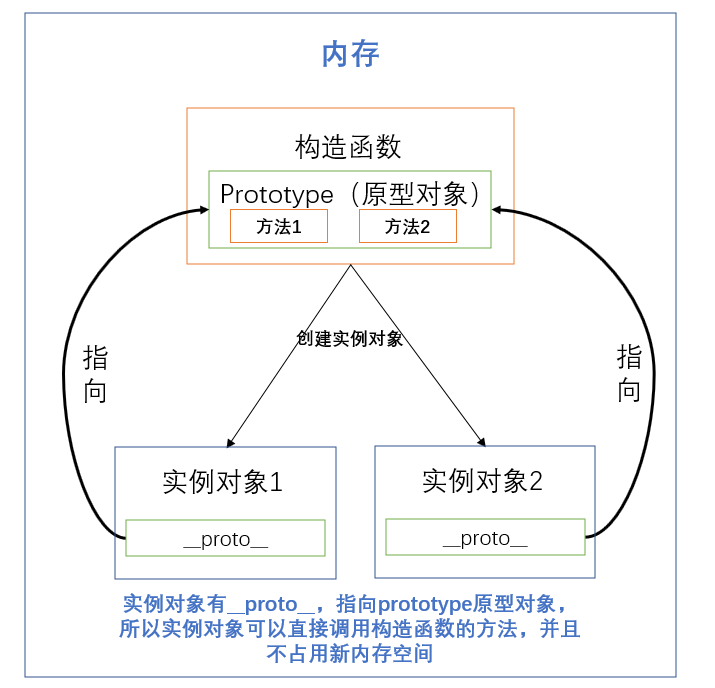 内存
构造函数
Prototype（原型对象）
方法1
方法2
创建实例对象
指
向
指
向
实例对象1
__proto__
实例对象2
__proto__
实例对象有__proto__，指向prototype原型对象，
所以实例对象可以直接调用构造函数的方法，并且
不占用新内存空间